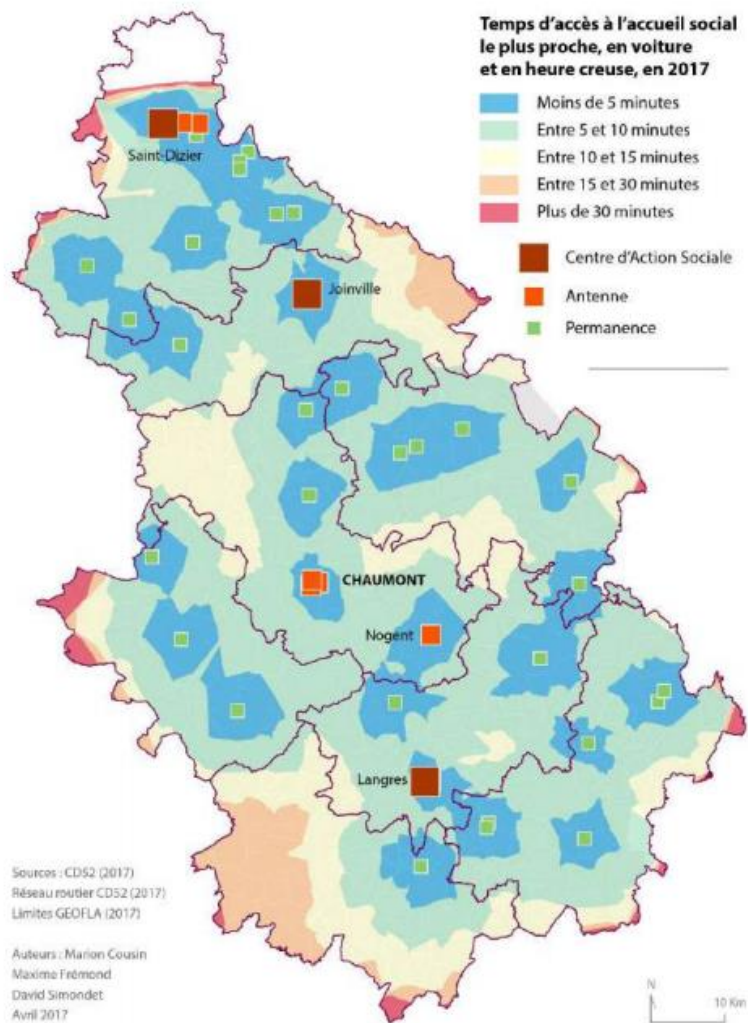 Temps d'accès à l'accueil social
le plus proche, en voiture
et en heure creuse, en 2017
Moins de 5 minutes
Entre 5 et 10 minutes
Entre 10 et 15 minutes
Entre 15 et 30 minutes
Plus de 30 minutes
Centre d'Action Sociale
Antenne
Permanence
Saint-Dizier
Joinville
CHAUMONT
Nogent
Langres
Sources : CD52 (2017)
Réseau routier CD52 (2017)
Limites GEOFLA (2017)
Auteurs : Marion Cousin
Maxime Frémond
David Simondet
Avril 2017
N
10 Km